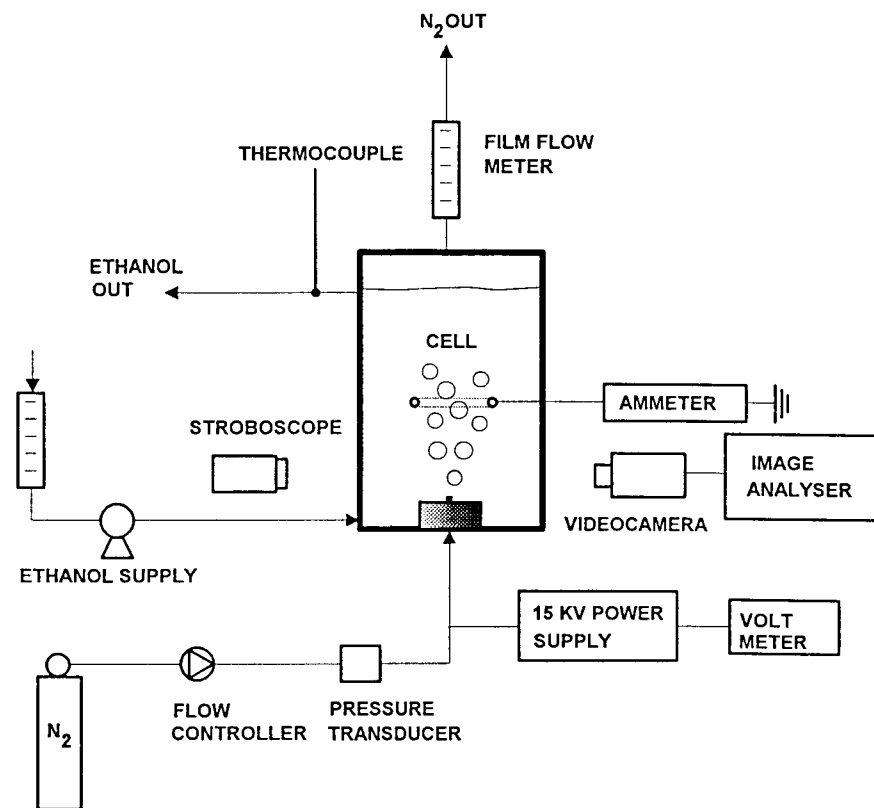 N2OUT
FILM FLOW
METER
THERMOCOUPLE
ETHANOL
OUT
CELL
AMMETER
STROBOSCOPE
IMAGE
ANALYSER
VIDEOCAMERA
ETHANOL SUPPLY
15 KV POWER
SUPPLY
VOLT
METER
N2
FLOW
CONTROLLER
PRESSURE
TRANSDUCER